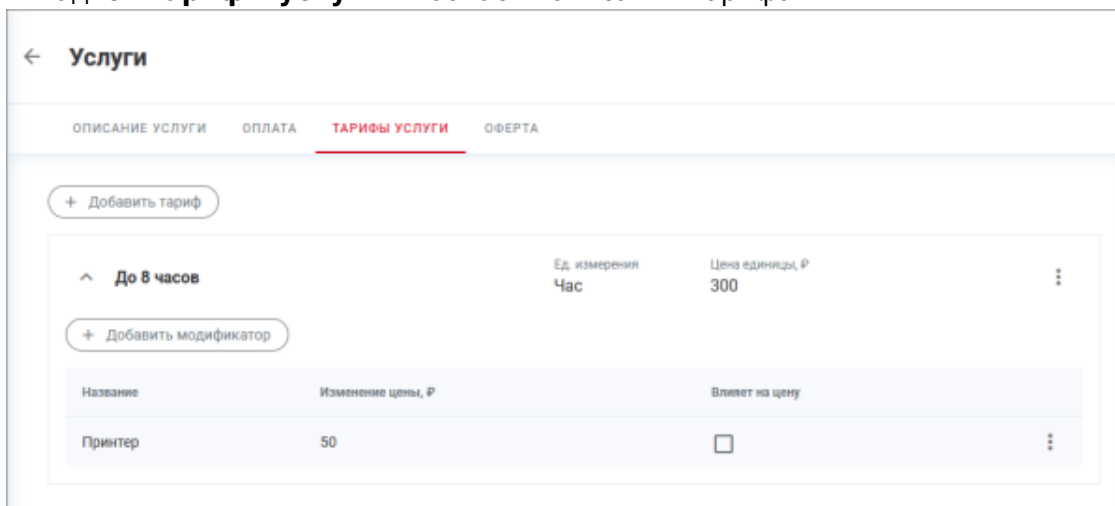 Услуги
ОПИСАНИЕ УСЛУГИ ОПЛАТА ТАРИФЫ УСЛУГИ ОФЕРТА
+ Добавить тариф
До 8 часов
Ед. измерения Цена единицы, ₽
Час 300
+ Добавить модификатор
Название Изменение цены, ₽ Влияет на цену
Принтер 50